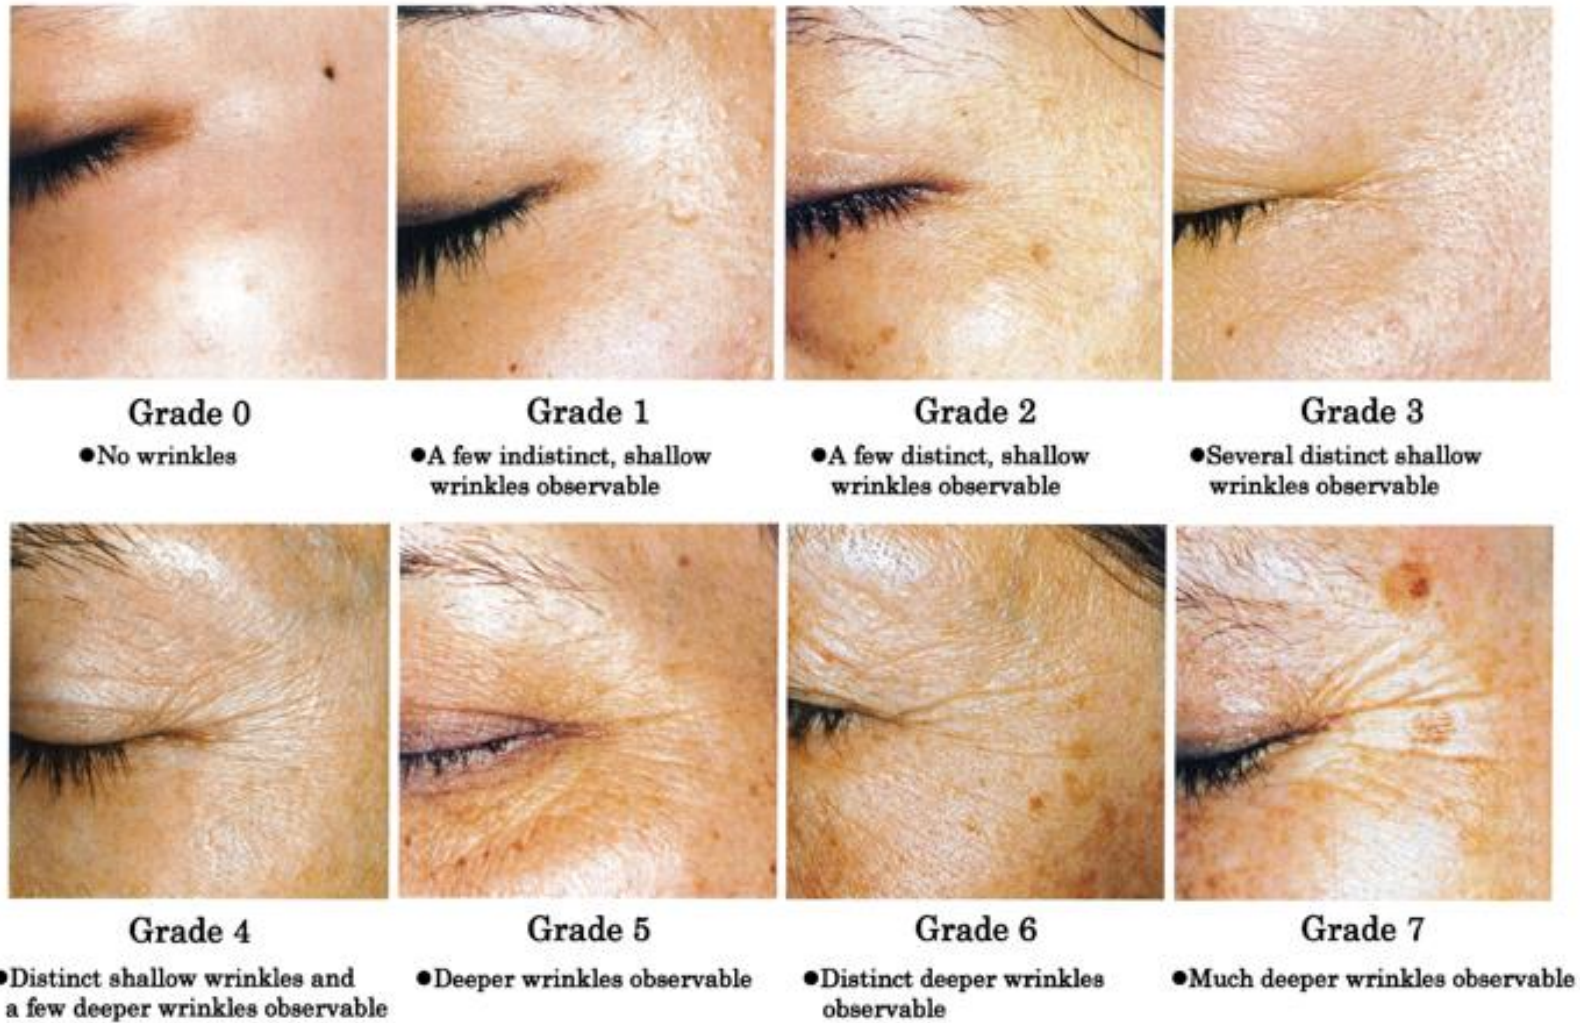 Grade 0
●No wrinkles
Grade 1
●A few indistinct, shallow
wrinkles observable
Grade 2
●A few distinct, shallow
wrinkles observable
Grade 3
●Several distinct shallow
wrinkles observable
Grade 4
●Distinct shallow wrinkles and
a few deeper wrinkles observable
Grade 5
●Deeper wrinkles observable
Grade 6
●Distinct deeper wrinkles
observable
Grade 7
●Much deeper wrinkles observable